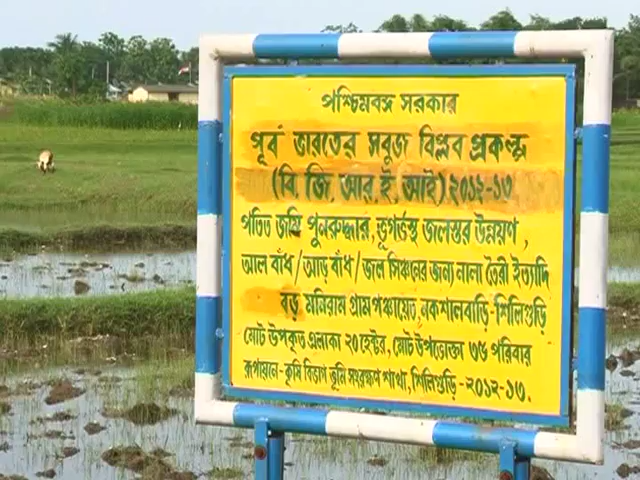 পশ্চিমবঙ্গ সরকার
পূর্ব ভারতের সবুজ বিপ্লব প্রকল্প
(বি. জি. আর. ই. আই) ২০১২-১৩
পতিত জমি পুনরুদ্ধার, ভূগর্ভস্থ জলস্তর উন্নয়ণ,
আল বাঁধ/আড় বাঁধ/জল সিঞ্চনের জন্য নালা তৈরী ইত্যাদি
বড় মনিরাম গ্রাম পঞ্চায়েত, নকশালবাড়ি-শিলিগুড়ি
মোট উপকৃত এলাকা ২০ হেক্টর, মোট উপভোক্তা ৩৫ পরিবার
রূপায়নে- কৃষি বিভাগ ভূমি সংরক্ষণ শাখা, শিলিগুড়ি-২০১২-১৩.